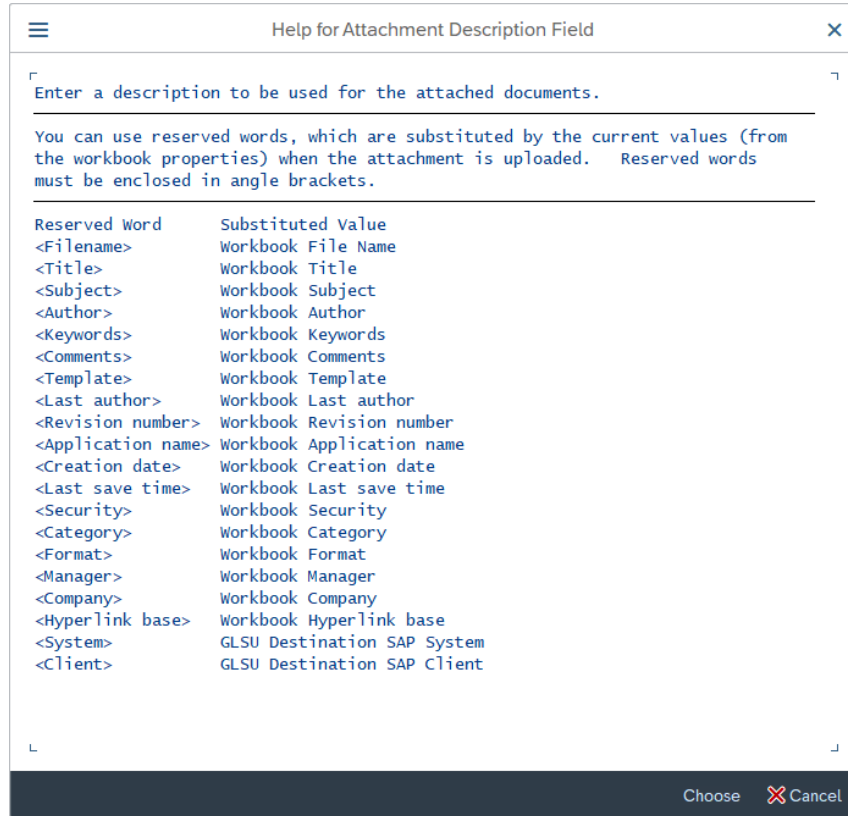 Help for Attachment Description Field
Enter a description to be used for the attached documents.
You can use reserved words, which are substituted by the current values (from
the workbook properties) when the attachment is uploaded.   Reserved words
must be enclosed in angle brackets.
Reserved Word Substituted Value
<Filename> Workbook File Name
<Title> Workbook Title
<Subject> Workbook Subject
<Author> Workbook Author
<Keywords> Workbook Keywords
<Comments> Workbook Comments
<Template> Workbook Template
<Last author> Workbook Last author
<Revision number> Workbook Revision number
<Application name> Workbook Application name
<Creation date> Workbook Creation date
<Last save time> Workbook Last save time
<Security> Workbook Security
<Category> Workbook Category
<Format> Workbook Format
<Manager> Workbook Manager
<Company> Workbook Company
<Hyperlink base> Workbook Hyperlink base
<System> GLSU Destination SAP System
<Client> GLSU Destination SAP Client
Choose Cancel